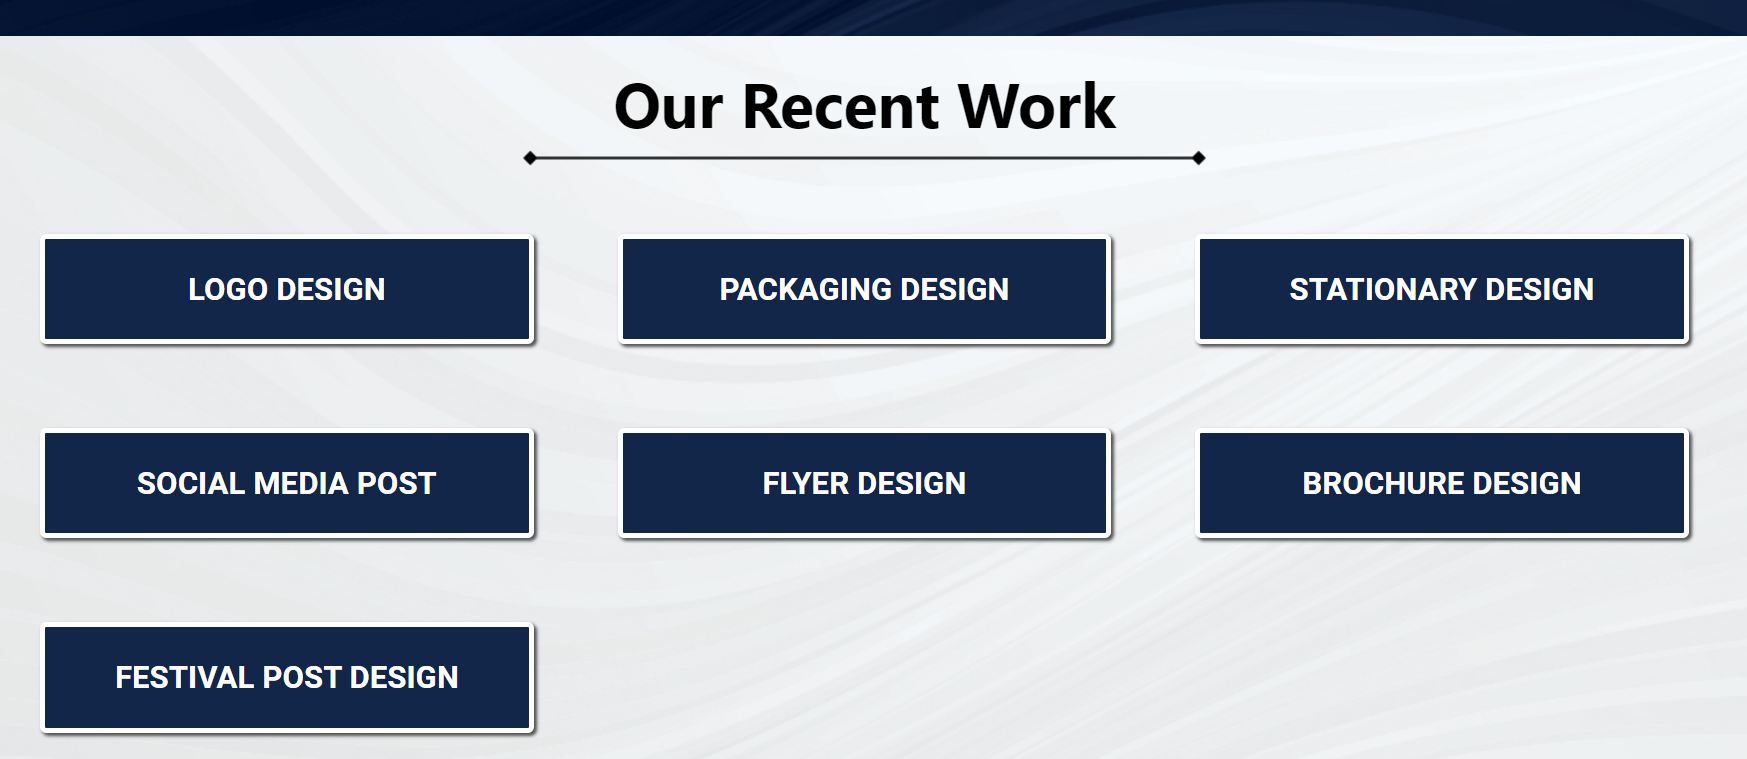 Our Recent Work
LOGO DESIGN
PACKAGING DESIGN
STATIONARY DESIGN
SOCIAL MEDIA POST
FLYER DESIGN
BROCHURE DESIGN
FESTIVAL POST DESIGN